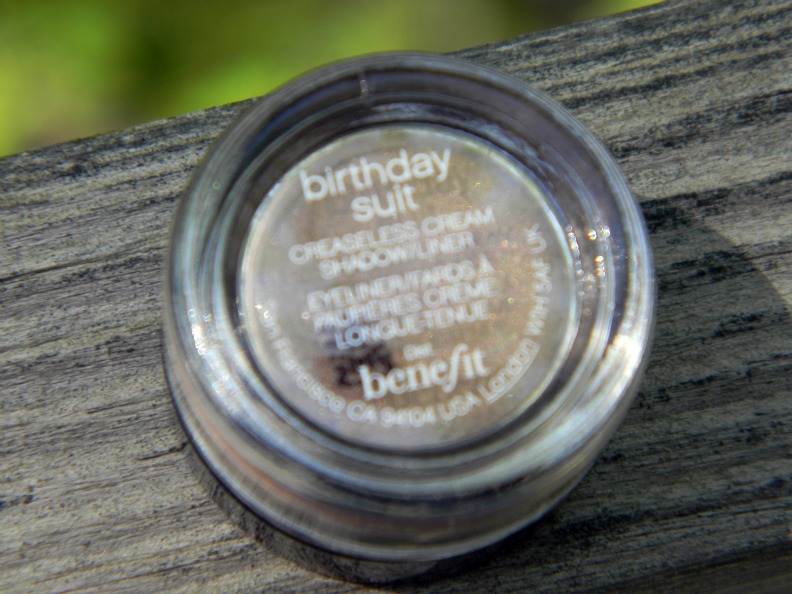 birthday
suit
CREASELESS CREAM
SHADOW/LINER
EYELINER/FARDS À
PAUPIÈRES CRÈME
LONGUE-TENUE
benefit
San Francisco CA 94104 USA London W1H 5AF UK